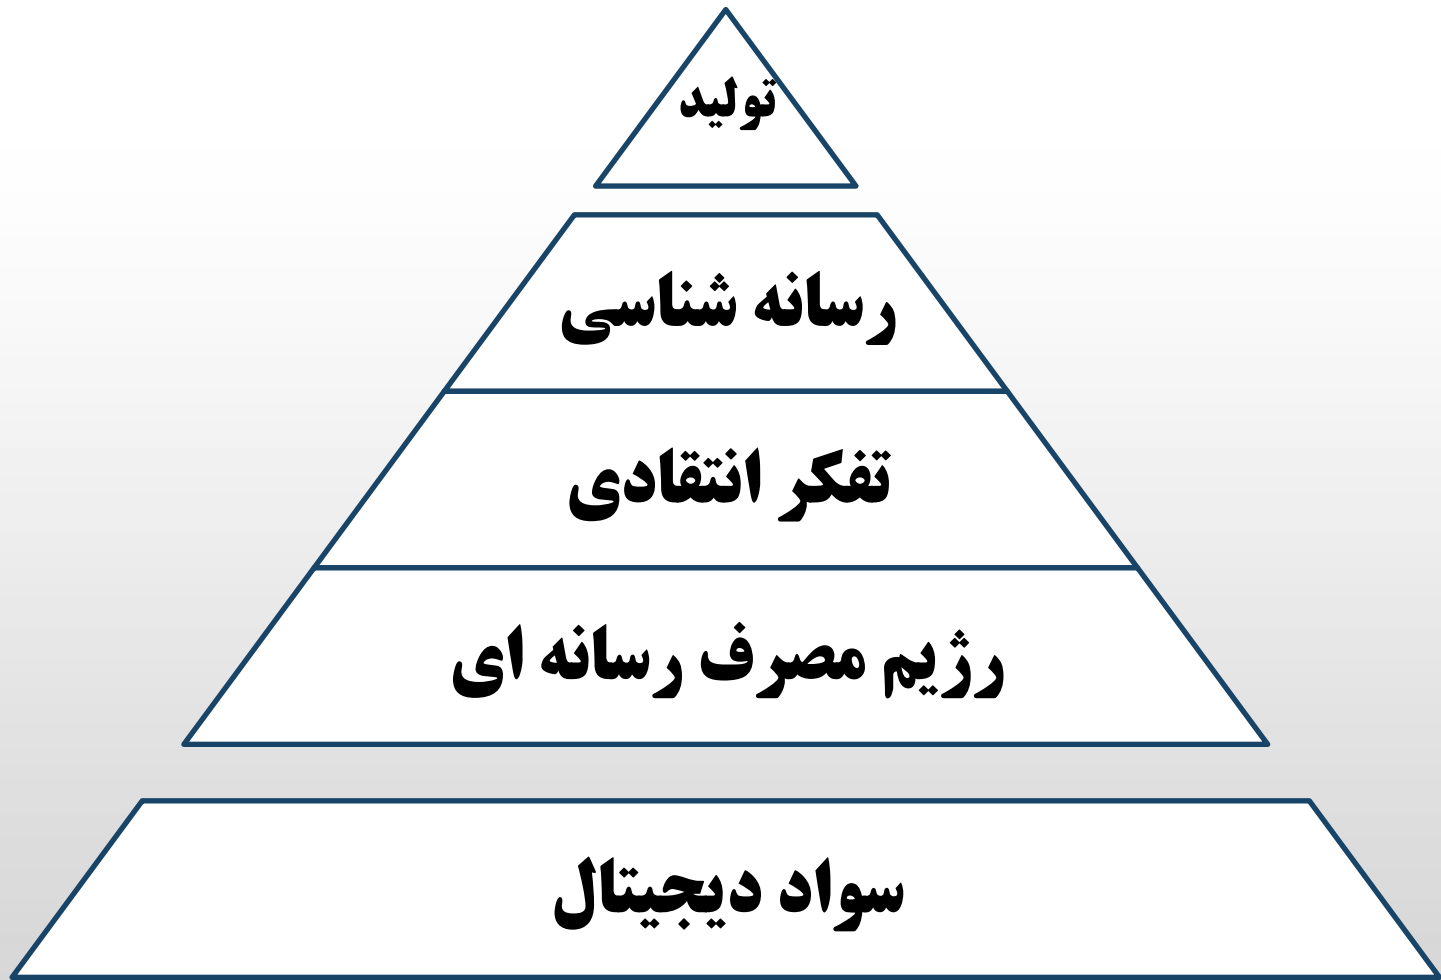 تولید
رسانه شناسی
تفکر انتقادی
رژیم مصرف رسانه ای
سواد دیجیتال